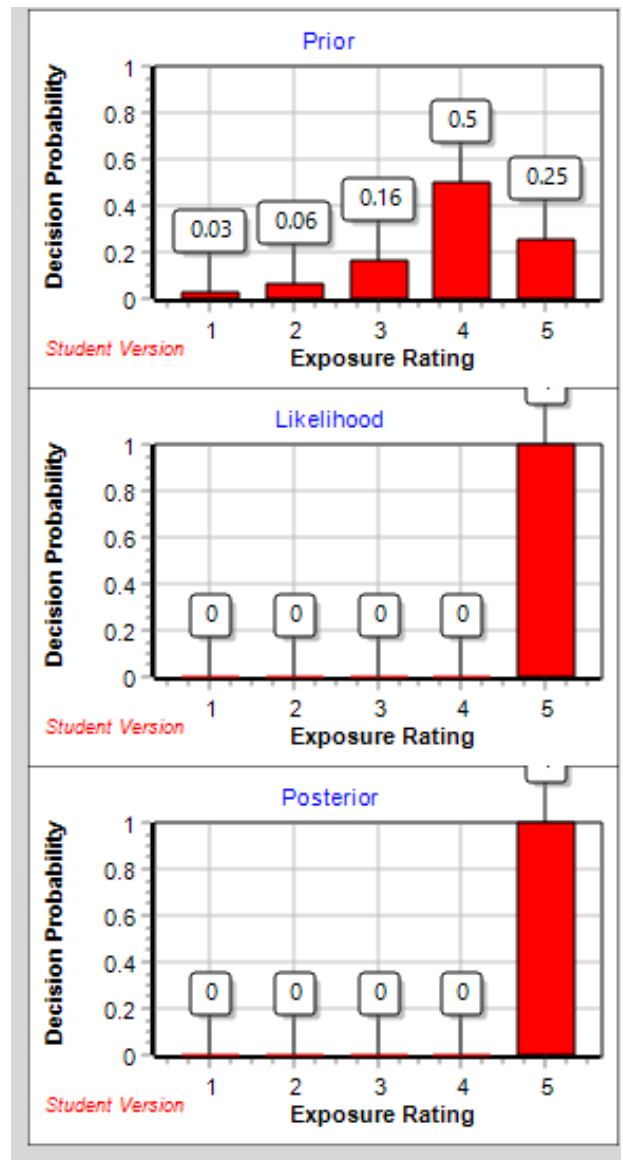 Prior
Decision Probability
1
0.8
0.6
0.4
0.2
0
0.03
0.06
0.16
0.5
0.25
1 2 3 4 5
Student Version
Exposure Rating
Likelihood
Decision Probability
1
0.8
0.6
0.4
0.2
0
0 0 0 0
1 2 3 4 5
Student Version
Exposure Rating
Posterior
Decision Probability
1
0.8
0.6
0.4
0.2
0
0 0 0 0
1 2 3 4 5
Student Version
Exposure Rating